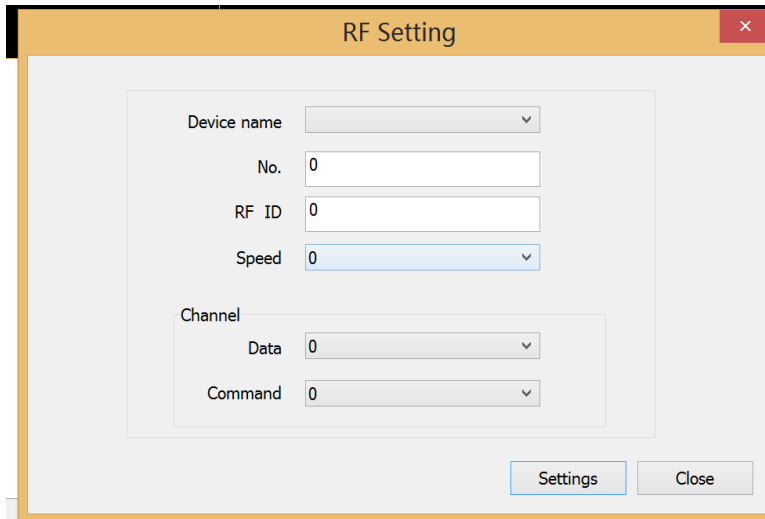 RF Setting
Device name
No. 0
RF ID 0
Speed 0
Channel
Data 0
Command 0
Settings Close